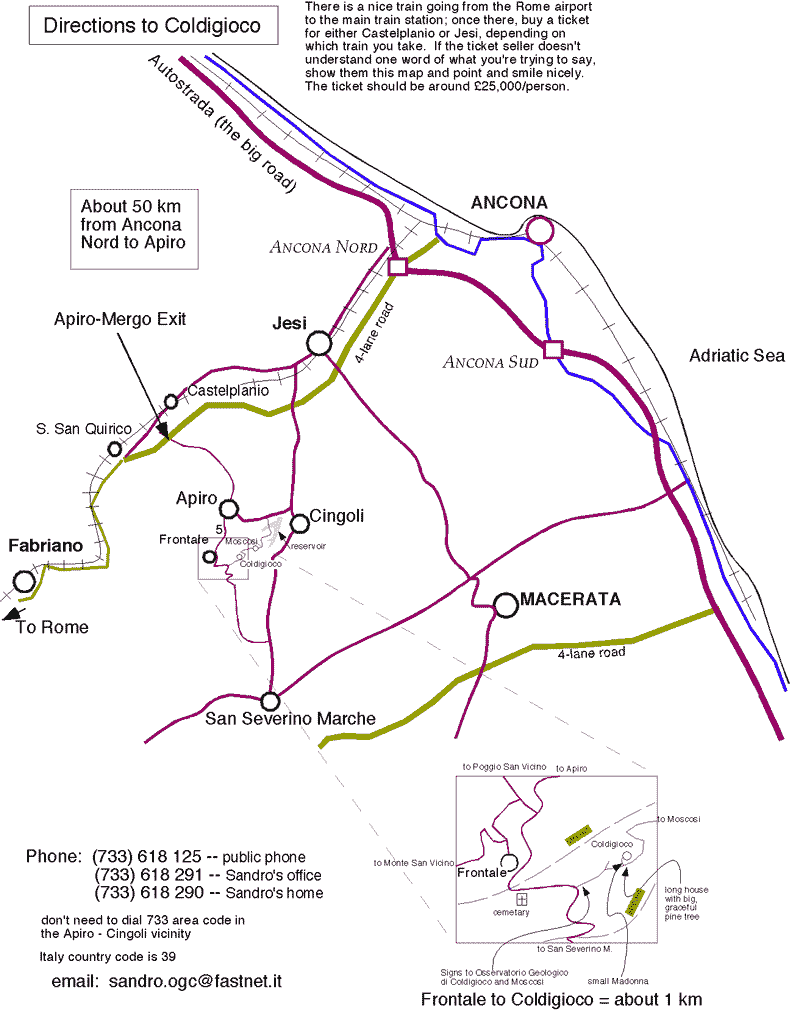 Directions to Coldigioco
There is a nice train going from the Rome airport
to the main train station; once there, buy a ticket
for either Castelplanio or Jesi, depending on
which train you take.  If the ticket seller doesn't
understand one word of what you're trying to say,
show them this map and point and smile nicely.
The ticket should be around £25,000/person.
Autostrada (the big road)
About 50 km
from Ancona
Nord to Apiro
ANCONA
ANCONA NORD
Apiro-Mergo Exit
Jesi
4-lane road
ANCONA SUD
Adriatic Sea
Castelplanio
S. San Quirico
Apiro
Cingoli
5
Moscosi
Frontale
reservoir
Coldigioco
Fabriano
To Rome
MACERATA
4-lane road
San Severino Marche
to Poggio San Vicino
to Apiro
to Moscosi
Coldigioco
to Monte San Vicino
Frontale
cemetary
long house
with big,
graceful
pine tree
to San Severino M.
Signs to Osservatorio Geologico
di Coldigioco and Moscosi
small Madonna
Frontale to Coldigioco = about 1 km
Phone:  (733) 618 125 -- public phone
(733) 618 291 -- Sandro's office
(733) 618 290 -- Sandro's home
don't need to dial 733 area code in
the Apiro - Cingoli vicinity
Italy country code is 39
email:  sandro.ogc@fastnet.it